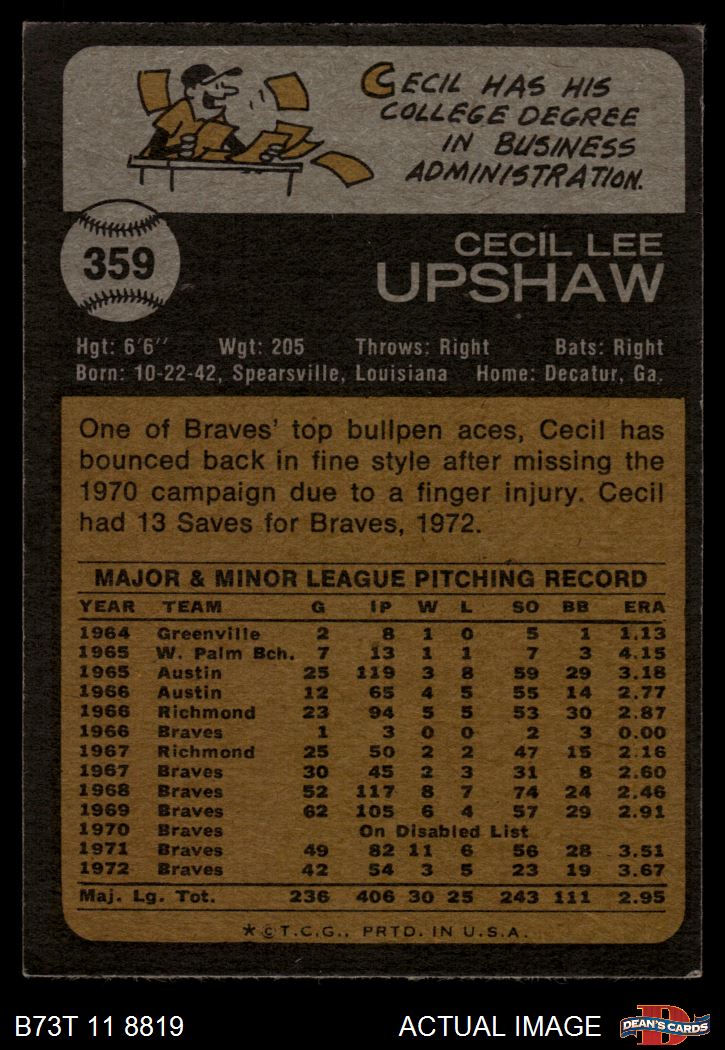 CECIL HAS HIS
COLLEGE DEGREE
IN BUSINESS
ADMINISTRATION.
359
CECIL LEE
UPSHAW
Hgt: 6'6" Wgt: 205 Throws: Right Bats: Right
Born: 10-22-42, Spearsville, Louisiana Home: Decatur, Ga.
One of Braves' top bullpen aces, Cecil has
bounced back in fine style after missing the
1970 campaign due to a finger injury. Cecil
had 13 Saves for Braves, 1972.
MAJOR & MINOR LEAGUE PITCHING RECORD
YEAR TEAM G IP W L SO BB ERA
1964 Greenville 2 8 1 0 5 1 1.13
1965 W. Palm Bch. 7 13 1 1 7 3 4.15
1965 Austin 25 119 3 8 59 29 3.18
1966 Austin 12 65 4 5 55 14 2.77
1966 Richmond 23 94 5 5 53 30 2.87
1966 Braves 1 3 0 0 2 3 0.00
1967 Richmond 25 50 2 2 47 15 2.16
1967 Braves 30 45 2 3 31 8 2.60
1968 Braves 52 117 8 7 74 24 2.46
1969 Braves 62 105 6 4 57 29 2.91
1970 Braves On Disabled List
1971 Braves 49 82 11 6 56 28 3.51
1972 Braves 42 54 3 5 23 19 3.67
Maj. Lg. Tot. 236 406 30 25 243 111 2.95
*©T.C.G., PRTD. IN U.S.A.
B73T 11 8819 ACTUAL IMAGE DEAN'S CARDS